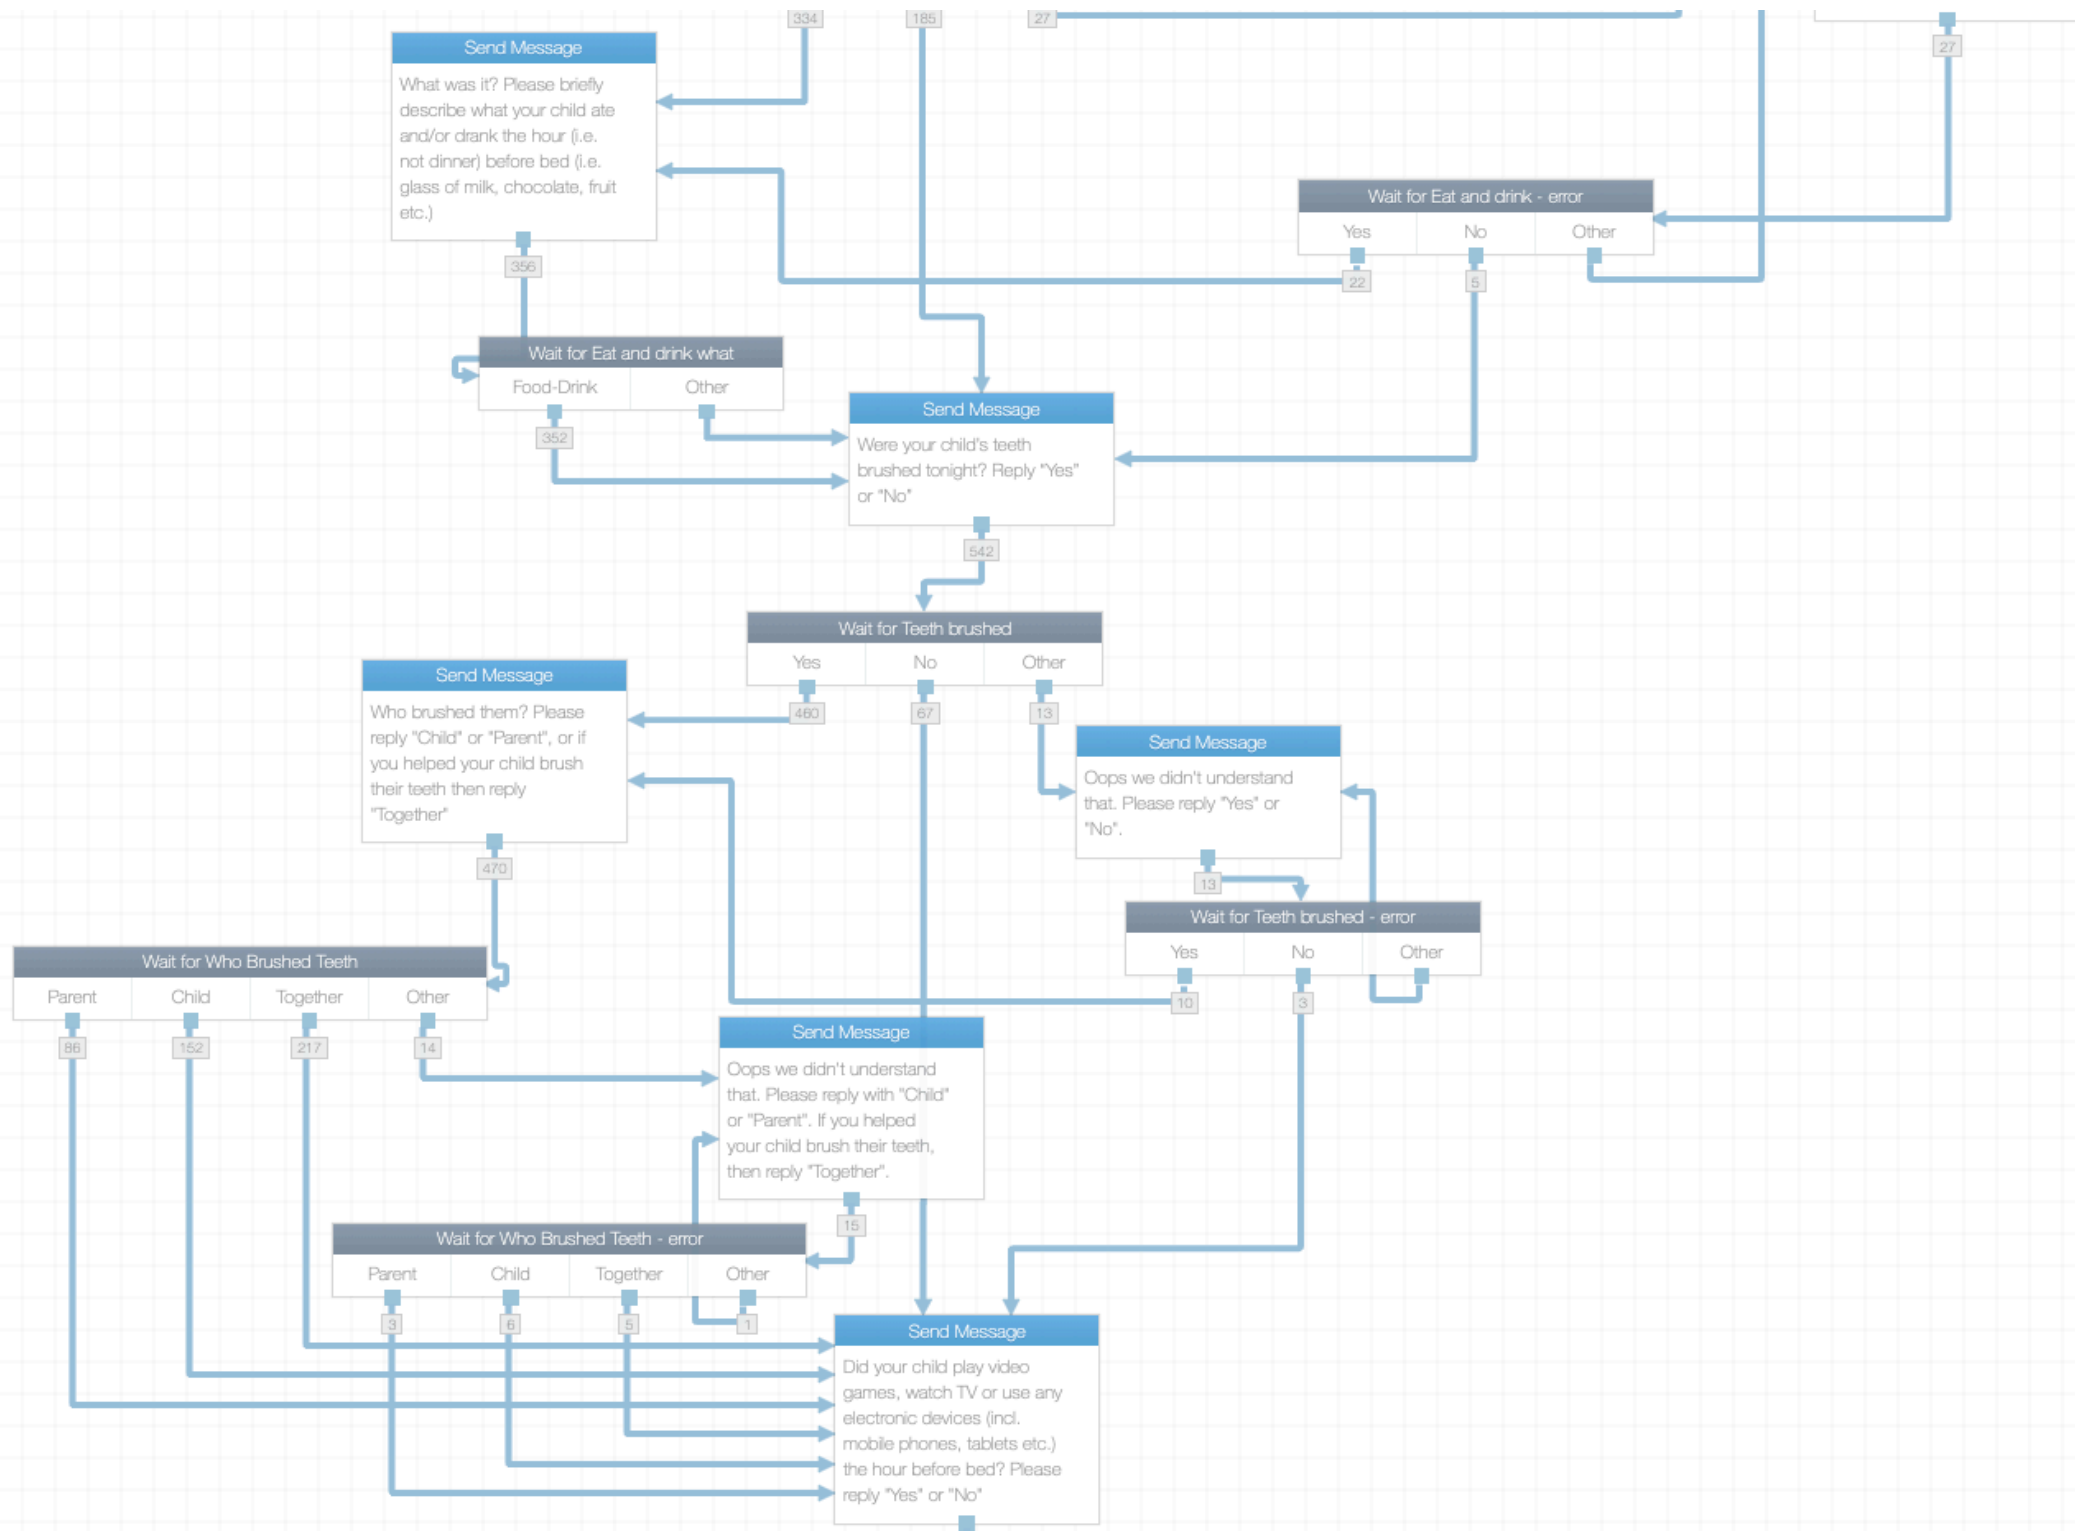 334
185
27
27
Send Message
What was it? Please briefly
describe what your child ate
and/or drank the hour (i.e.
not dinner) before bed (i.e.
glass of milk, chocolate, fruit
etc.)
356
Wait for Eat and drink - error
Yes
No
Other
22
5
Wait for Eat and drink what
Food-Drink
Other
352
Send Message
Were your child's teeth
brushed tonight? Reply "Yes"
or "No"
542
Wait for Teeth brushed
Yes
No
Other
460
67
13
Send Message
Who brushed them? Please
reply "Child" or "Parent", or if
you helped your child brush
their teeth then reply
"Together"
470
Send Message
Oops we didn't understand
that. Please reply "Yes" or
"No".
13
Wait for Teeth brushed - error
Yes
No
Other
10
3
Wait for Who Brushed Teeth
Parent
Child
Together
Other
86
152
217
14
Send Message
Oops we didn't understand
that. Please reply with "Child"
or "Parent". If you helped
your child brush their teeth,
then reply "Together".
15
Wait for Who Brushed Teeth - error
Parent
Child
Together
Other
3
6
5
1
Send Message
Did your child play video
games, watch TV or use any
electronic devices (incl.
mobile phones, tablets etc.)
the hour before bed? Please
reply "Yes" or "No"